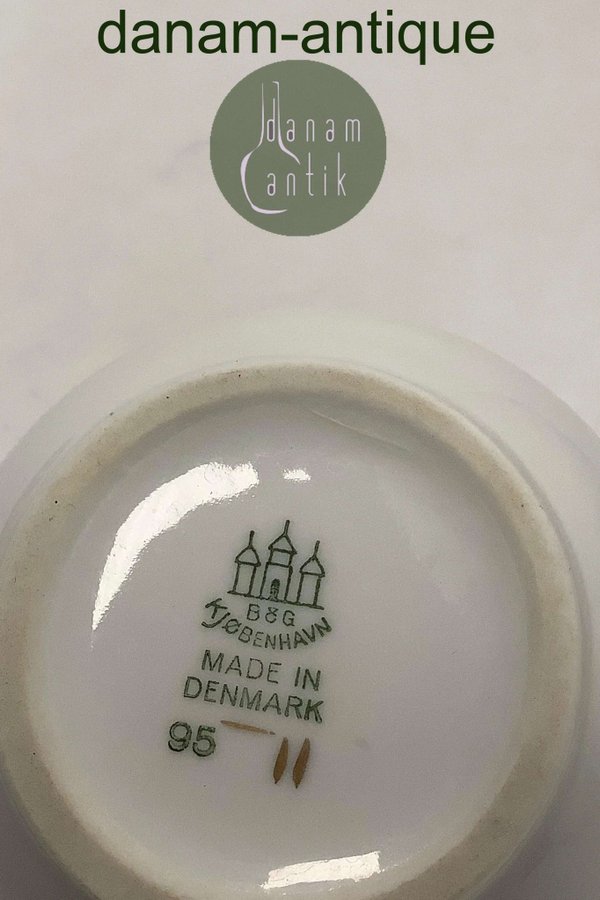 danam-antique
danam
antik
B&G
KJØBENHAVN
MADE IN
DENMARK
95